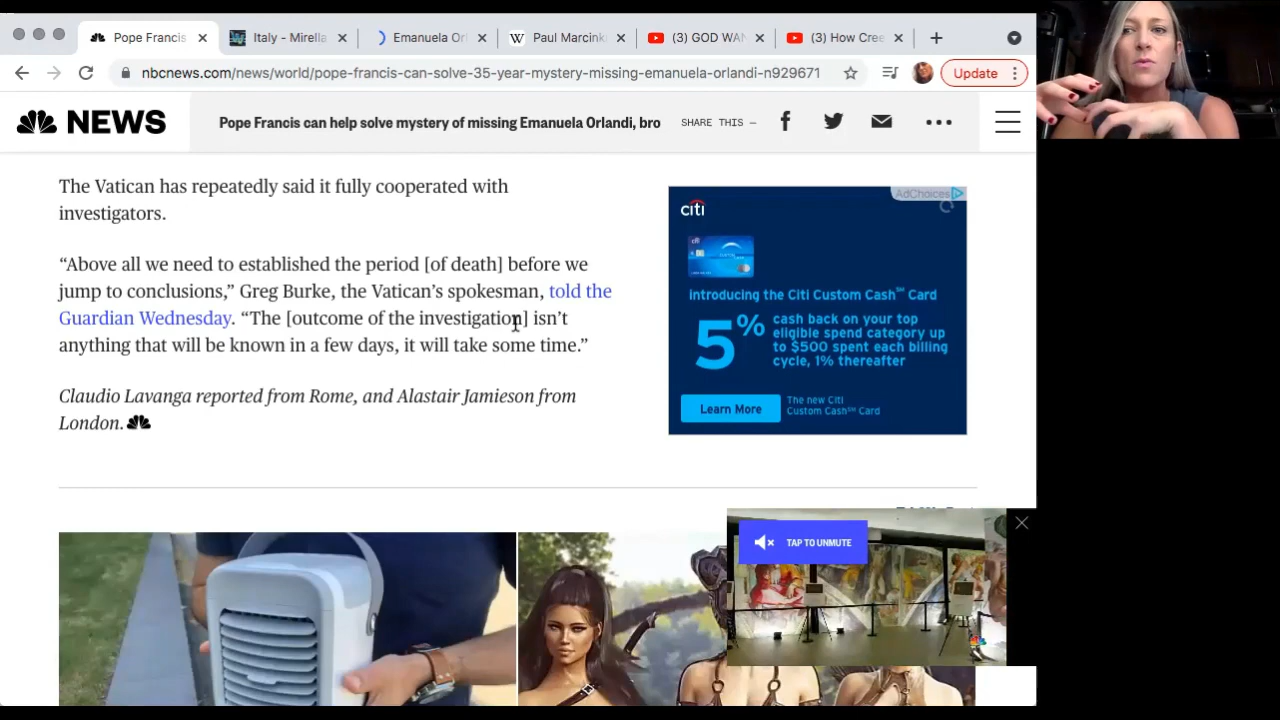 Pope Francis
Italy - Mirella
Emanuela Orl
W Paul Marcink
(3) GOD WAN
(3) How Cree
nbcnews.com/news/world/pope-francis-can-solve-35-year-mystery-missing-emanuela-orlandi-n929671
Update
NEWS
Pope Francis can help solve mystery of missing Emanuela Orlandi, bro
SHARE THIS —
The Vatican has repeatedly said it fully cooperated with
investigators.
“Above all we need to established the period [of death] before we
jump to conclusions,” Greg Burke, the Vatican’s spokesman, told the
Guardian Wednesday. “The [outcome of the investigation] isn’t
anything that will be known in a few days, it will take some time.”
Claudio Lavanga reported from Rome, and Alastair Jamieson from
London.
AdChoices
citi
introducing the Citi Custom Cash℠ Card
5%
cash back on your top
eligible spend category up
to $500 spent each billing
cycle, 1% thereafter
Learn More
The new Citi
Custom Cash℠ Card
TAP TO UNMUTE